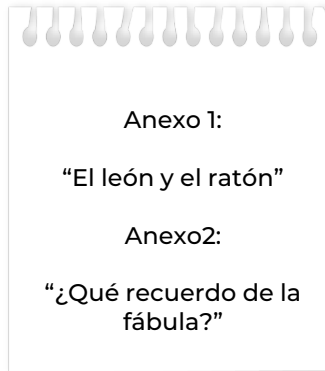 Anexo 1:
“El león y el ratón”
Anexo2:
“¿Qué recuerdo de la
fábula?”